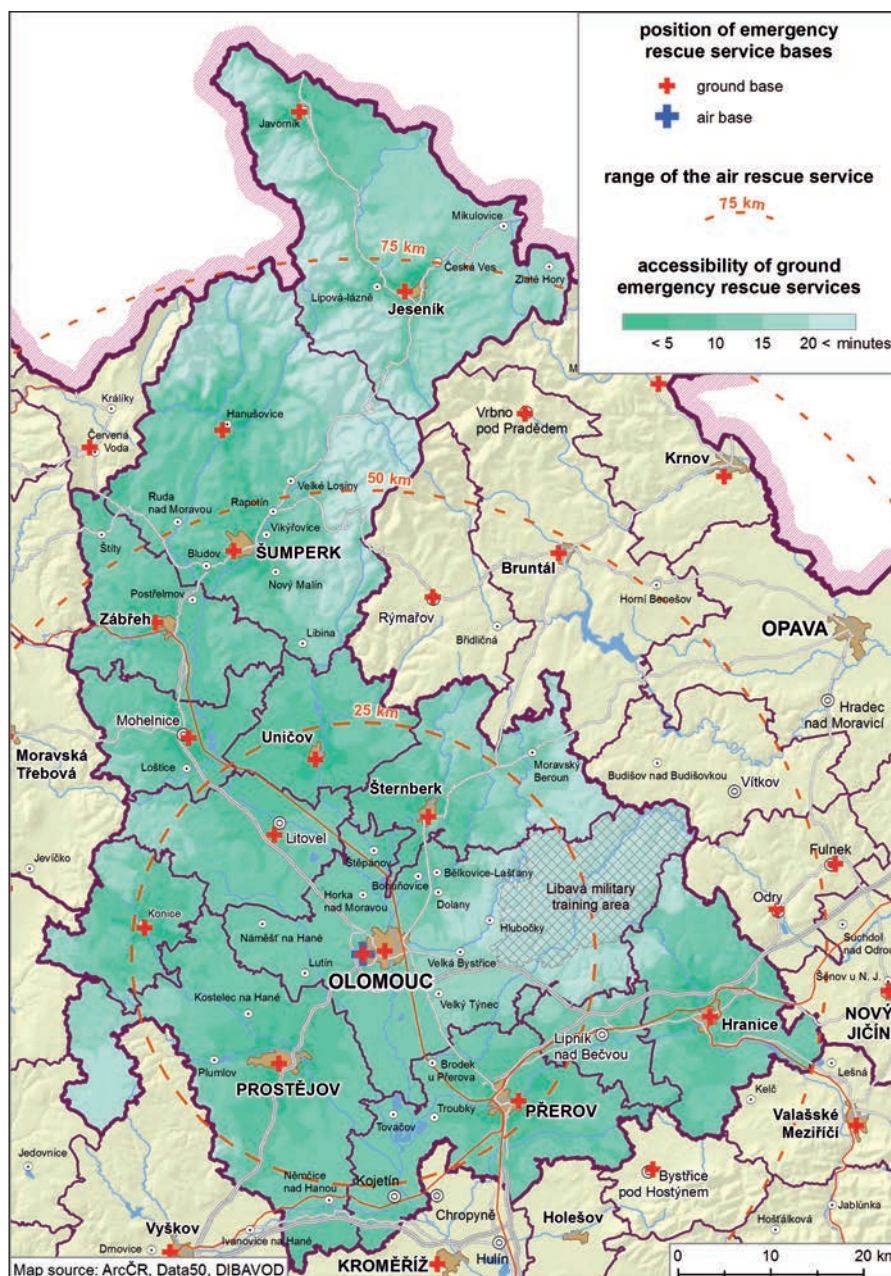 position of emergency
rescue service bases
ground base
air base
range of the air rescue service
75 km
accessibility of ground
emergency rescue services
< 5 10 15 20 < minutes
Javorník
Mikulovice
75 km
Česká Ves
Zlaté Hory
Lipová-lázně
Jeseník
Králíky
Hanušovice
Vrbno
pod Pradědem
Červená
Voda
Krnov
Velké Losiny
50 km
Ruda
nad Moravou
Rapotín
Vikýřovice
Štíty
Bludov
ŠUMPERK
Bruntál
Nový Malín
Postřelmov
Horní Benešov
Rýmařov
Zábřeh
Břidličná
OPAVA
Libina
Hradec
nad Moravicí
25 km
Mohelnice
Uničov
Moravská
Třebová
Loštice
Moravský
Beroun
Budišov nad Budišovkou
Vítkov
Šternberk
Litovel
Jevíčko
Štěpánov
Fulnek
Bohuňovice
Bělkovice-Lašťany
Libavá military
training area
Horka
nad Moravou
Dolany
Odry
Konice
Hlubočky
Náměšť na Hané
Suchdol
nad Odrou
Velká Bystřice
Lutín
OLOMOUC
Šenov u N. J.
Kostelec na Hané
Velký Týnec
NOVÝ
JIČÍN
Hranice
Lipník
nad Bečvou
Plumlov
PROSTĚJOV
Brodek
u Přerova
Lešná
Kelč
Troubky
PŘEROV
Tovačov
Valašské
Meziříčí
Jedovnice
Němčice
nad Hanou
Kojetín
Bystřice
pod Hostýnem
Chropyně
Holešov
Jablůnka
Vyškov
Hošťálková
Drnovice
Ivanovice na Hané
Hulín
KROMĚŘÍŽ
0 10 20 km
Map source: ArcČR, Data50, DIBAVOD